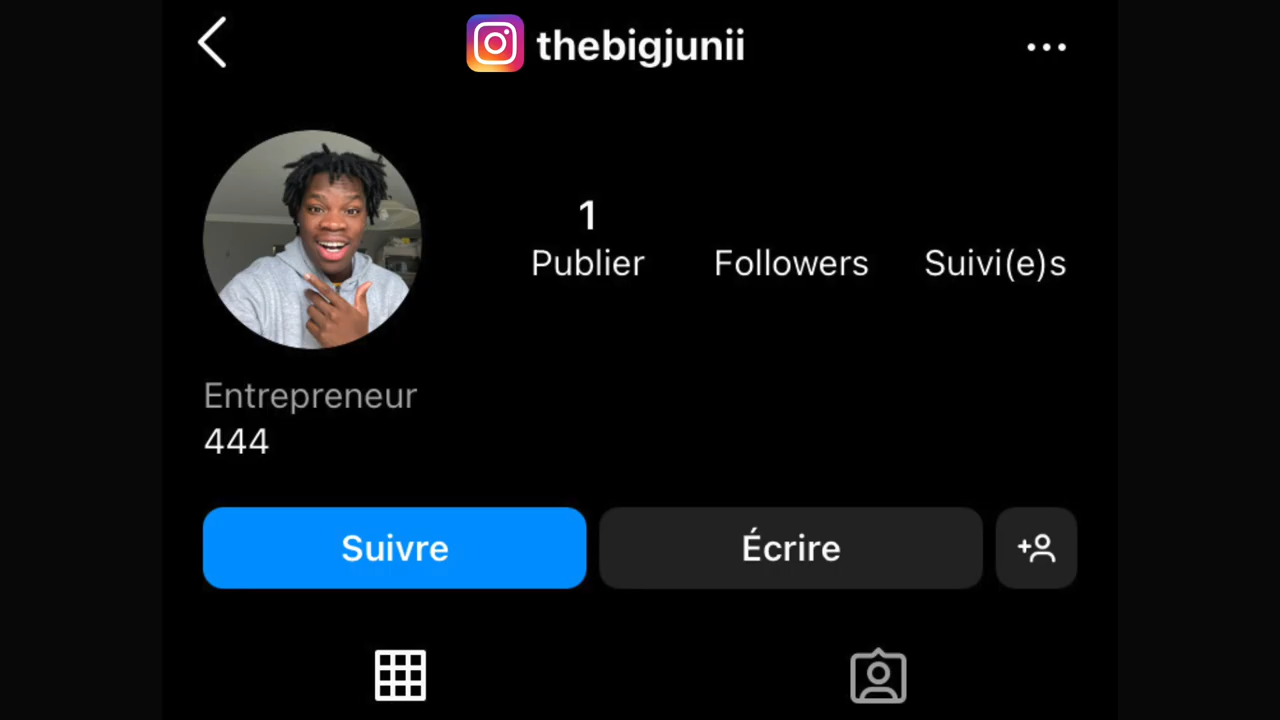 thebigjunii
1
Publier Followers Suivi(e)s
Entrepreneur
444
Suivre Écrire